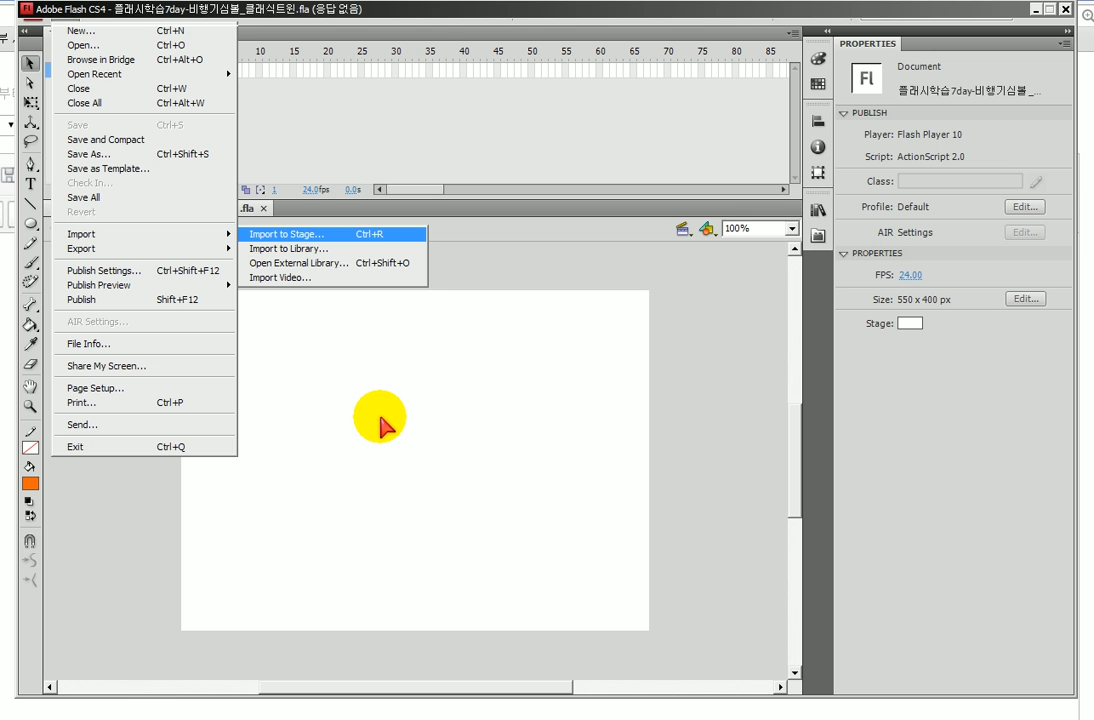 Adobe Flash CS4 - 플래시학습7day-비행기심볼_클래식트윈.fla (응답 없음)
New... Ctrl+N
Open... Ctrl+O
Browse in Bridge Ctrl+Alt+O
Open Recent
Close Ctrl+W
Close All Ctrl+Alt+W
Save Ctrl+S
Save and Compact
Save As... Ctrl+Shift+S
Save as Template...
Check In...
Save All
Revert
Import
Export
Publish Settings... Ctrl+Shift+F12
Publish Preview
Publish Shift+F12
AIR Settings...
File Info...
Share My Screen...
Page Setup...
Print... Ctrl+P
Send...
Exit Ctrl+Q
10 15 20 25 30 35 40 45 50 55 60 65 70 75 80 85
1 24.0fps 0.0s
.fla
100%
Import to Stage... Ctrl+R
Import to Library...
Open External Library... Ctrl+Shift+O
Import Video...
PROPERTIES
Fl
Document
플래시학습7day-비행기심볼_...
PUBLISH
Player: Flash Player 10
Script: ActionScript 2.0
Class:
Profile: Default Edit...
AIR Settings Edit...
PROPERTIES
FPS: 24.00
Size: 550 x 400 px Edit...
Stage: